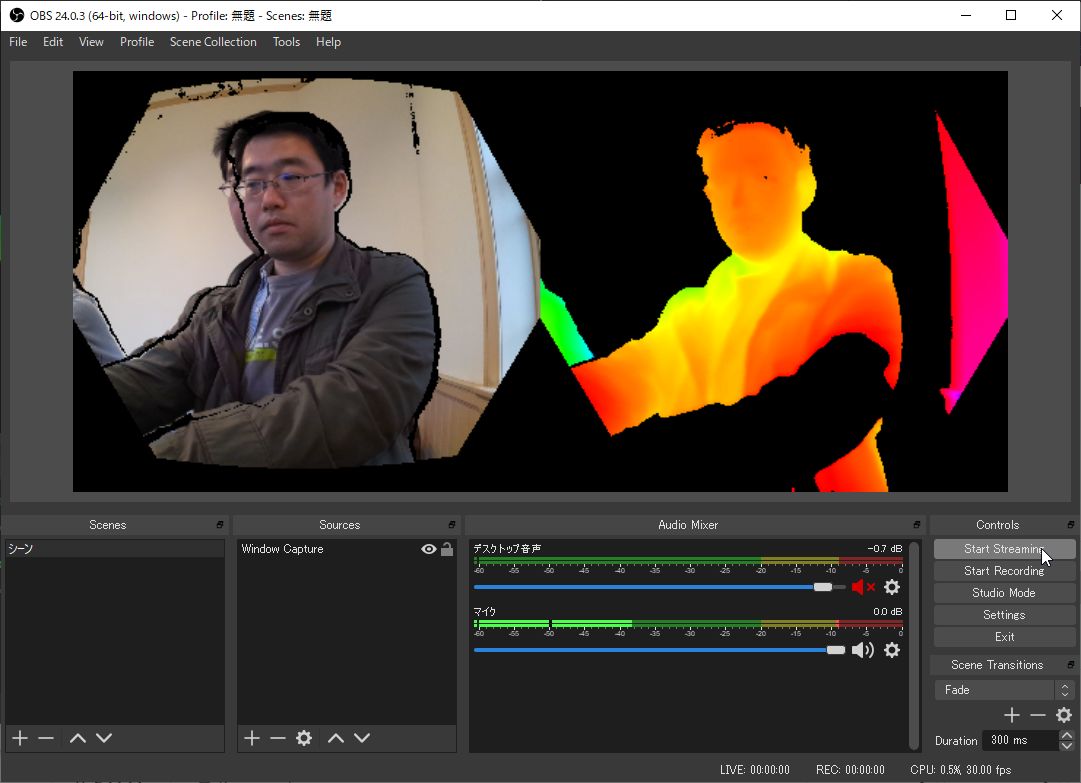 OBS 24.0.3 (64-bit, windows) - Profile: 無題 - Scenes: 無題
File Edit View Profile Scene Collection Tools Help
Scenes
シーン
Sources
Window Capture
Audio Mixer
デスクトップ音声 -0.7 dB
-60 -55 -50 -45 -40 -35 -30 -25 -20 -15 -10 -5 0
マイク 0.0 dB
-60 -55 -50 -45 -40 -35 -30 -25 -20 -15 -10 -5 0
Controls
Start Streaming
Start Recording
Studio Mode
Settings
Exit
Scene Transitions
Fade
Duration 300 ms
LIVE: 00:00:00 REC: 00:00:00 CPU: 0.5%, 30.00 fps